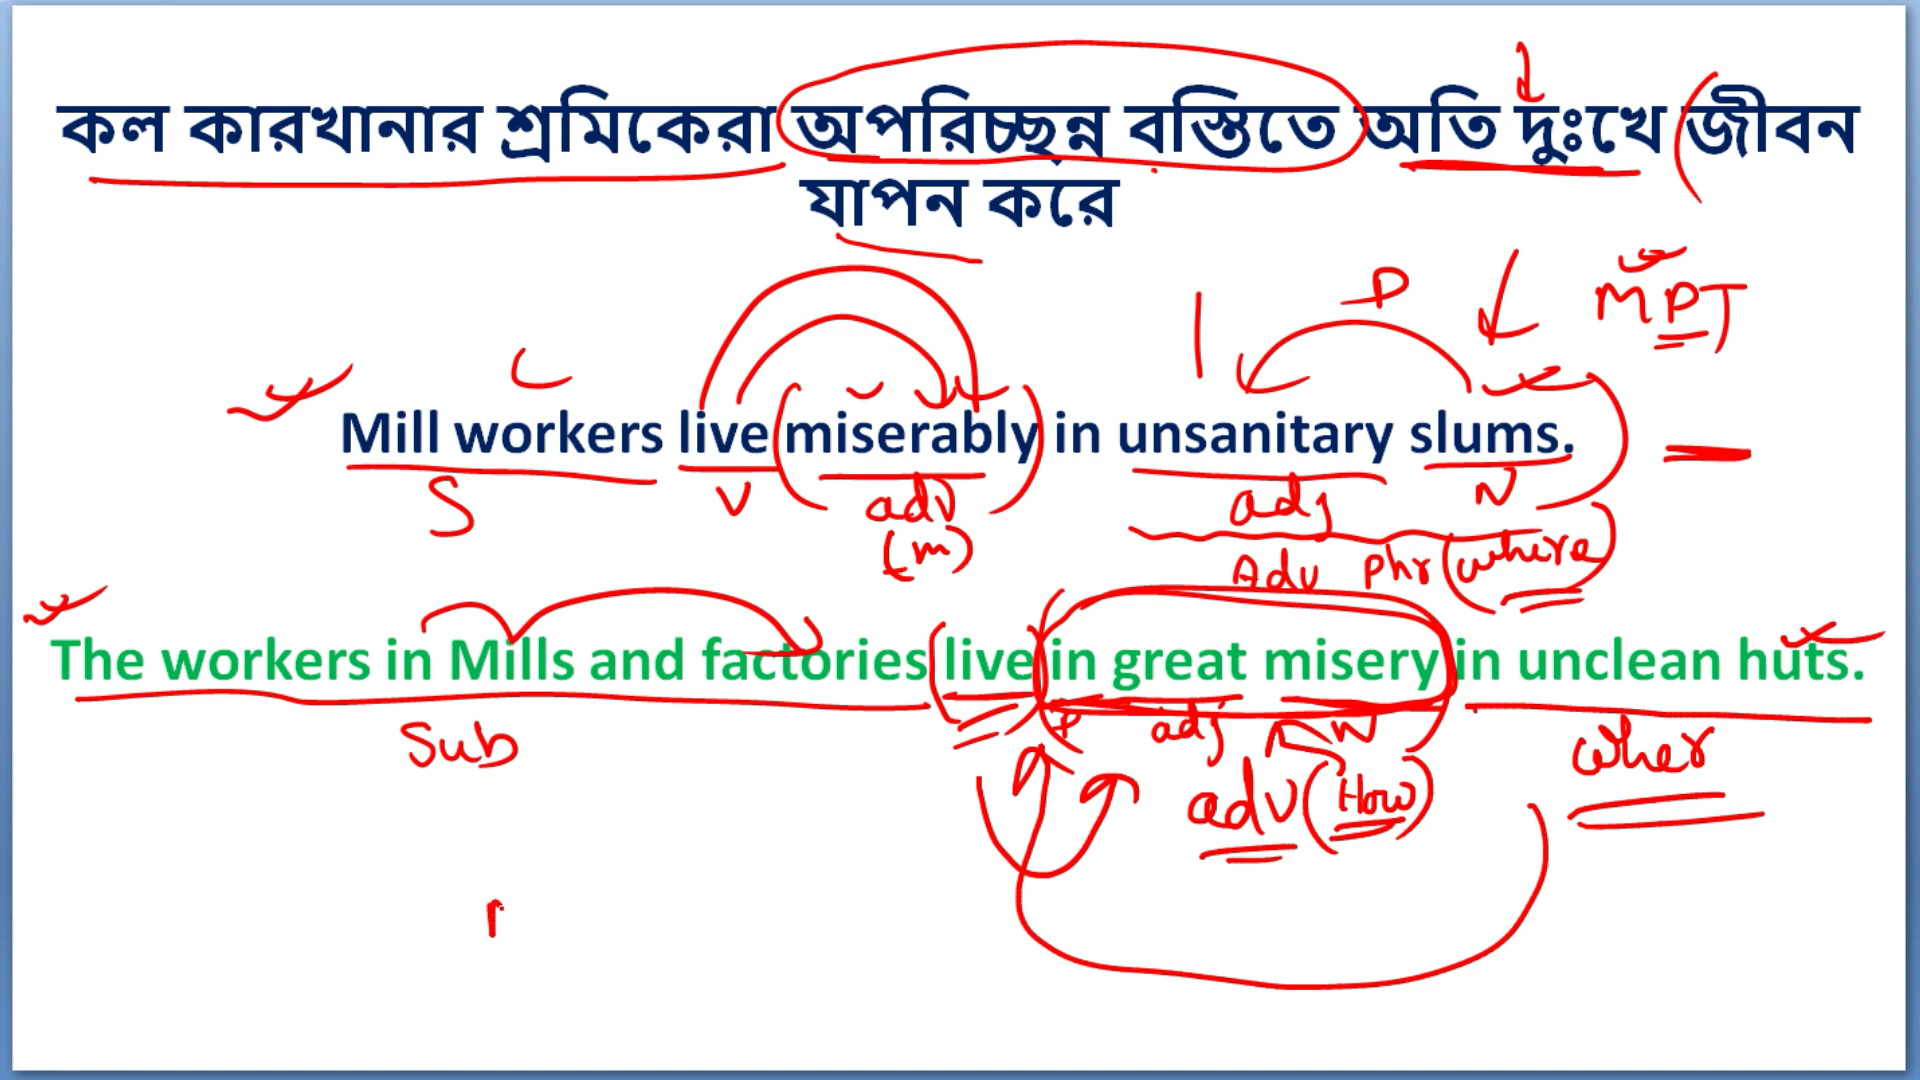 কল কারখানার শ্রমিকেরা অপরিচ্ছন্ন বস্তিতে অতি দুঃখে জীবন
যাপন করে
P
MPT
Mill workers live miserably in unsanitary slums.
S V adv adj N
(m)
Adv Phr (where)
The workers in Mills and factories live in great misery in unclean huts.
Sub P adj N wher
adv (How)